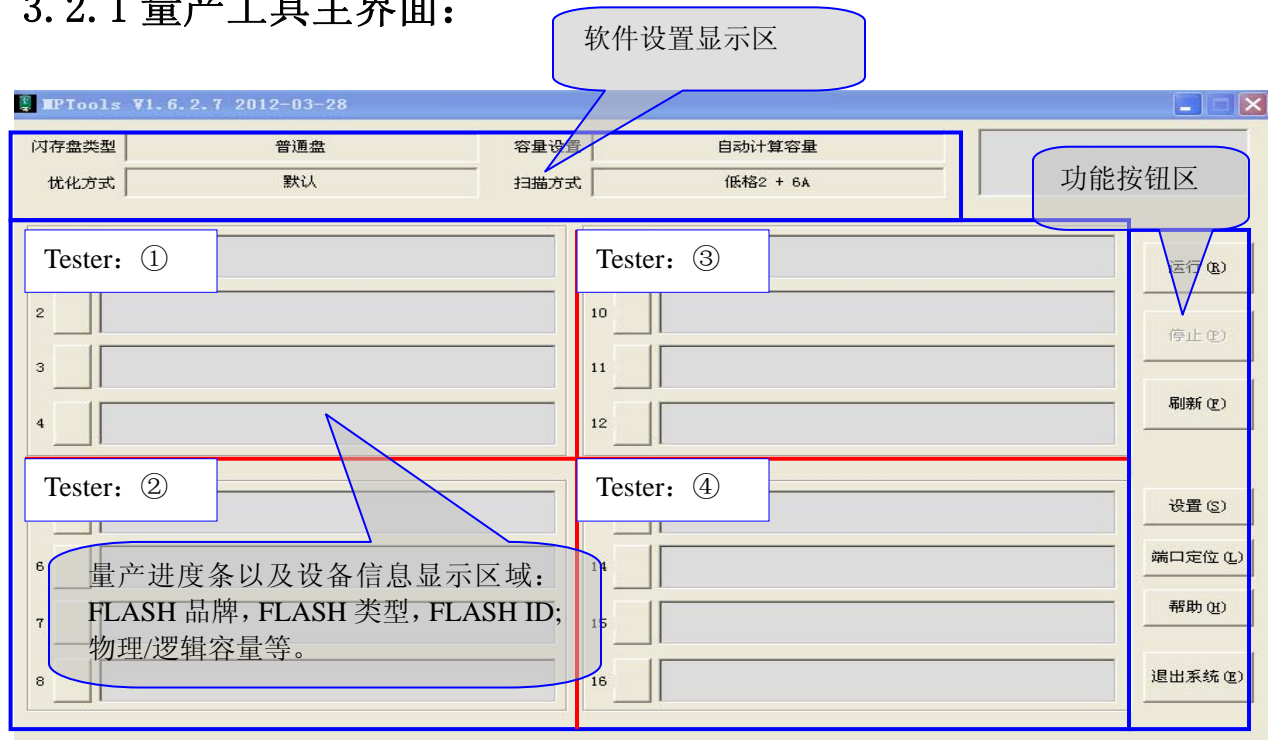 3.2.1 量产工具主界面：
软件设置显示区
MPTools V1.6.2.7 2012-03-28
闪存盘类型 普通盘 容量设置 自动计算容量
优化方式 默认 扫描方式 低格2 + 6A
功能按钮区
Tester：① Tester：③
运行(R)
2 10
停止(P)
3 11
刷新(F)
4 12
Tester：② Tester：④
设置(S)
6 14
端口定位(L)
量产进度条以及设备信息显示区域：
FLASH 品牌，FLASH 类型，FLASH ID;
物理/逻辑容量等。
帮助(H)
7 15
8 16
退出系统(E)